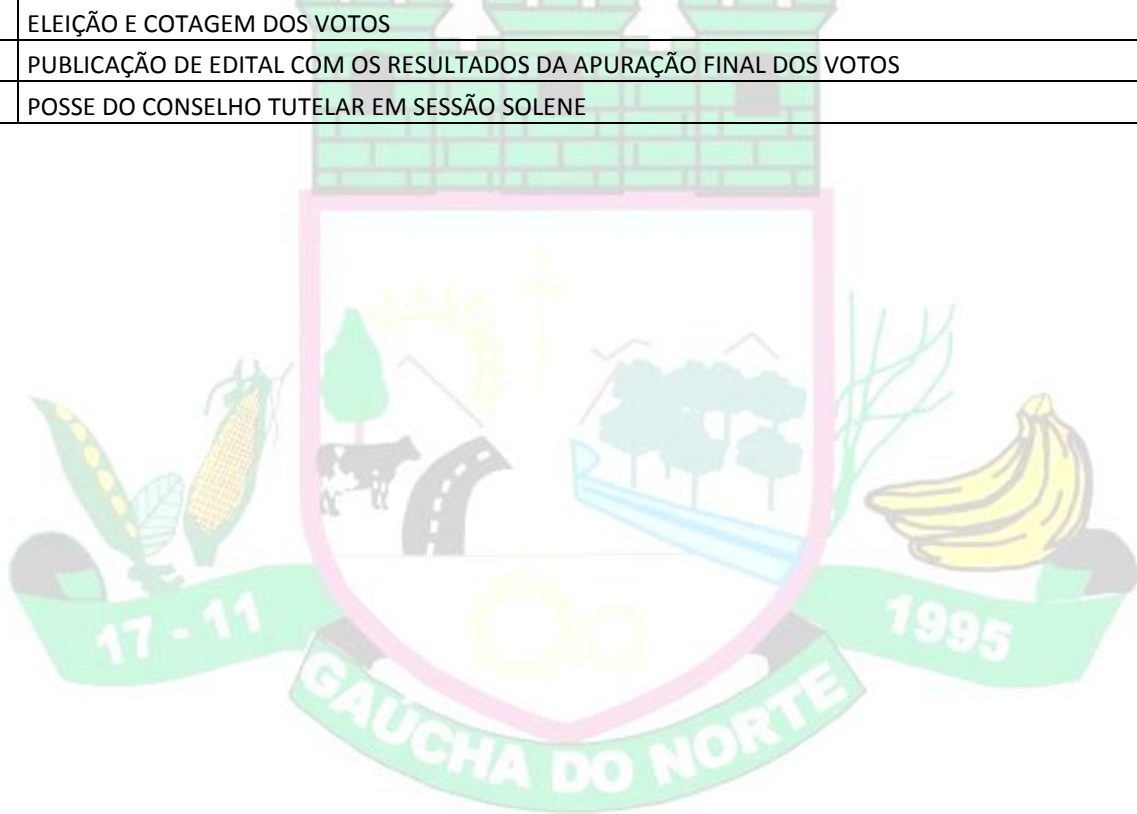 ELEIÇÃO E COTAGEM DOS VOTOS
PUBLICAÇÃO DE EDITAL COM OS RESULTADOS DA APURAÇÃO FINAL DOS VOTOS
POSSE DO CONSELHO TUTELAR EM SESSÃO SOLENE
17 - 11
1995
GAÚCHA DO NORTE